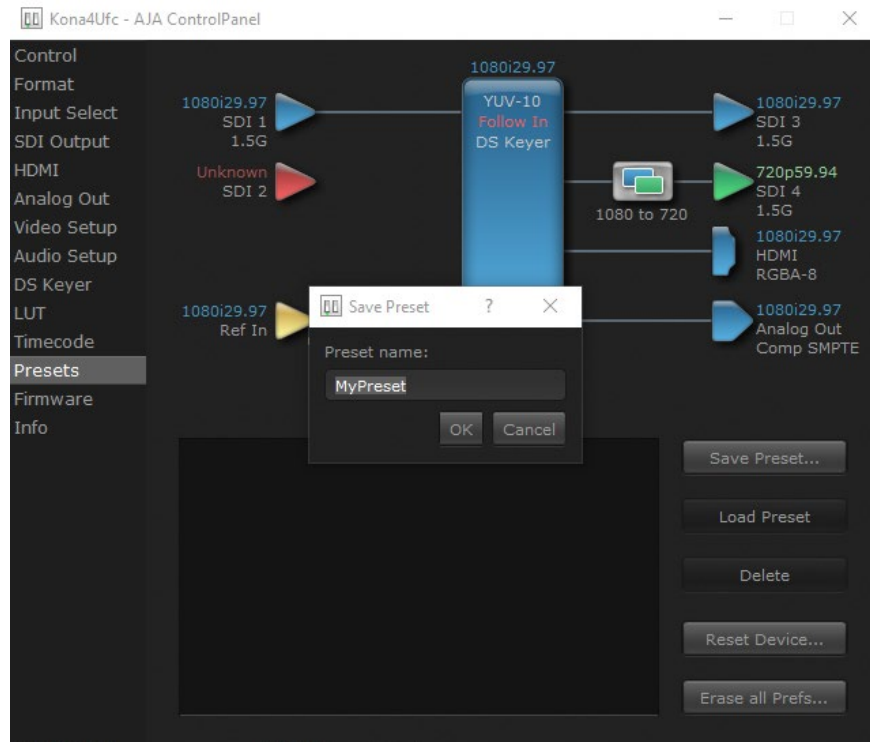 Kona4Ufc - AJA ControlPanel
Control
Format
Input Select
SDI Output
HDMI
Analog Out
Video Setup
Audio Setup
DS Keyer
LUT
Timecode
Presets
Firmware
Info
1080i29.97
SDI 1
1.5G
Unknown
SDI 2
1080i29.97
Ref In
1080i29.97
YUV-10
Follow In
DS Keyer
1080 to 720
1080i29.97
SDI 3
1.5G
720p59.94
SDI 4
1.5G
1080i29.97
HDMI
RGBA-8
1080i29.97
Analog Out
Comp SMPTE
Save Preset
?
Preset name:
MyPreset
OK
Cancel
Save Preset...
Load Preset
Delete
Reset Device...
Erase all Prefs...